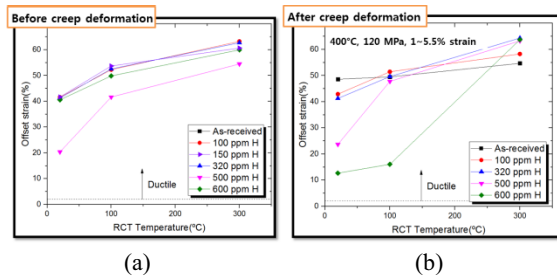 Before creep deformation
(a)
60
50
40
30
20
10
0
Offset strain(%)
As-received
100 ppm H
150 ppm H
320 ppm H
500 ppm H
600 ppm H
Ductile
0 100 200 300
RCT Temperature(ºC)
(a)
After creep deformation
(b)
400°C, 120 MPa, 1~5.5% strain
60
50
40
30
20
10
0
Offset strain(%)
As-received
100 ppm H
320 ppm H
500 ppm H
600 ppm H
Ductile
0 100 200 300
RCT Temperature(ºC)
(b)